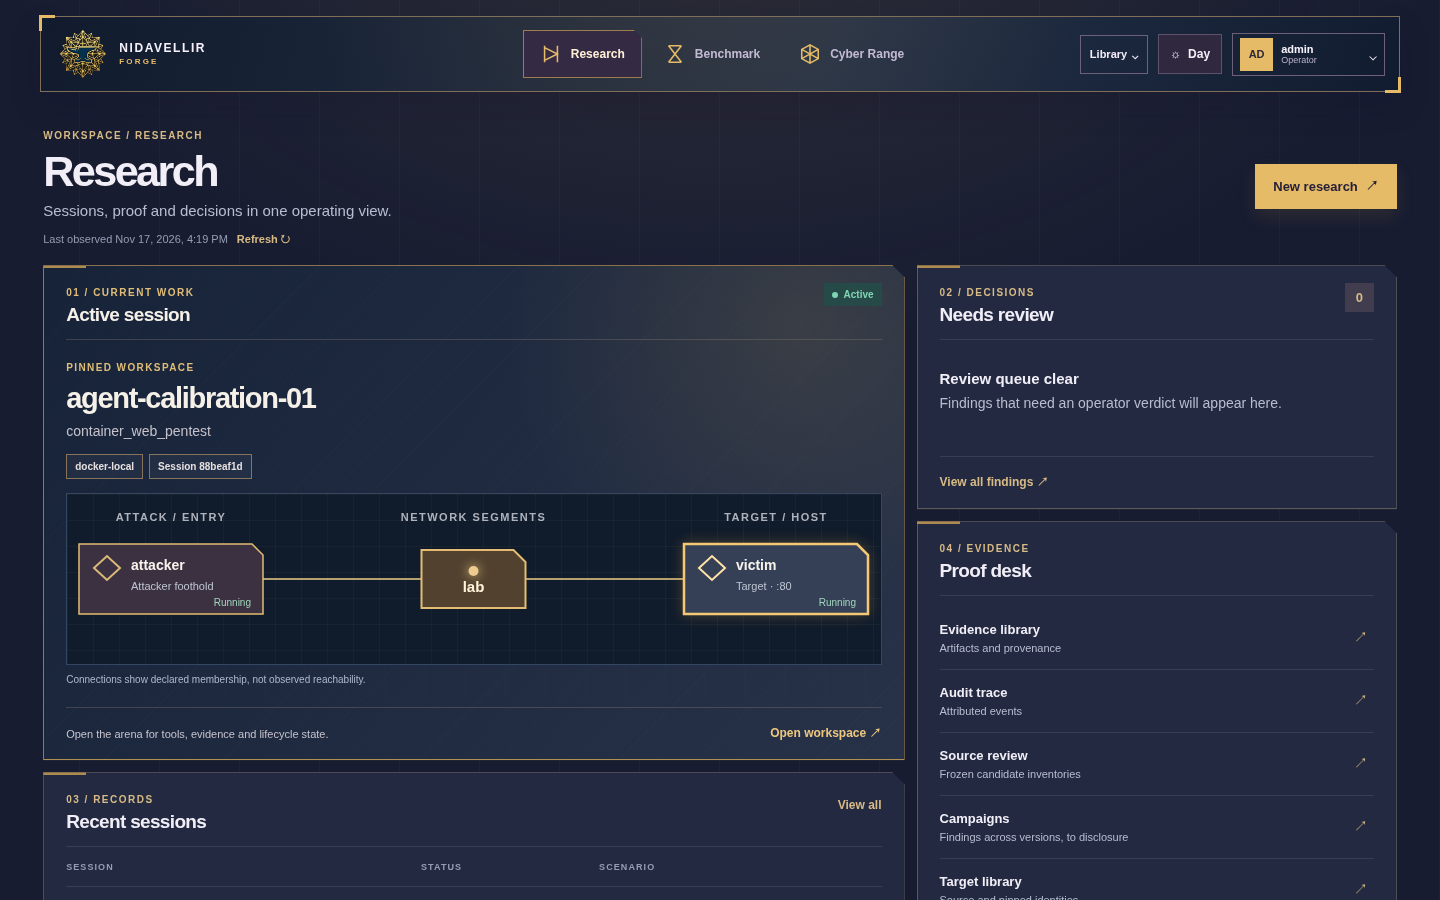 NIDAVELLIR
FORGE
Research
Benchmark
Cyber Range
Library
Day
AD
admin
Operator
WORKSPACE / RESEARCH
Research
Sessions, proof and decisions in one operating view.
Last observed Nov 17, 2026, 4:19 PM Refresh
New research
01 / CURRENT WORK
Active session
Active
PINNED WORKSPACE
agent-calibration-01
container_web_pentest
docker-local
Session 88beaf1d
ATTACK / ENTRY
NETWORK SEGMENTS
TARGET / HOST
attacker
Attacker foothold
Running
lab
victim
Target · :80
Running
Connections show declared membership, not observed reachability.
Open the arena for tools, evidence and lifecycle state.
Open workspace
02 / DECISIONS
Needs review
0
Review queue clear
Findings that need an operator verdict will appear here.
View all findings
03 / RECORDS
Recent sessions
View all
SESSION
STATUS
SCENARIO
04 / EVIDENCE
Proof desk
Evidence library
Artifacts and provenance
Audit trace
Attributed events
Source review
Frozen candidate inventories
Campaigns
Findings across versions, to disclosure
Target library
Source and pinned identities